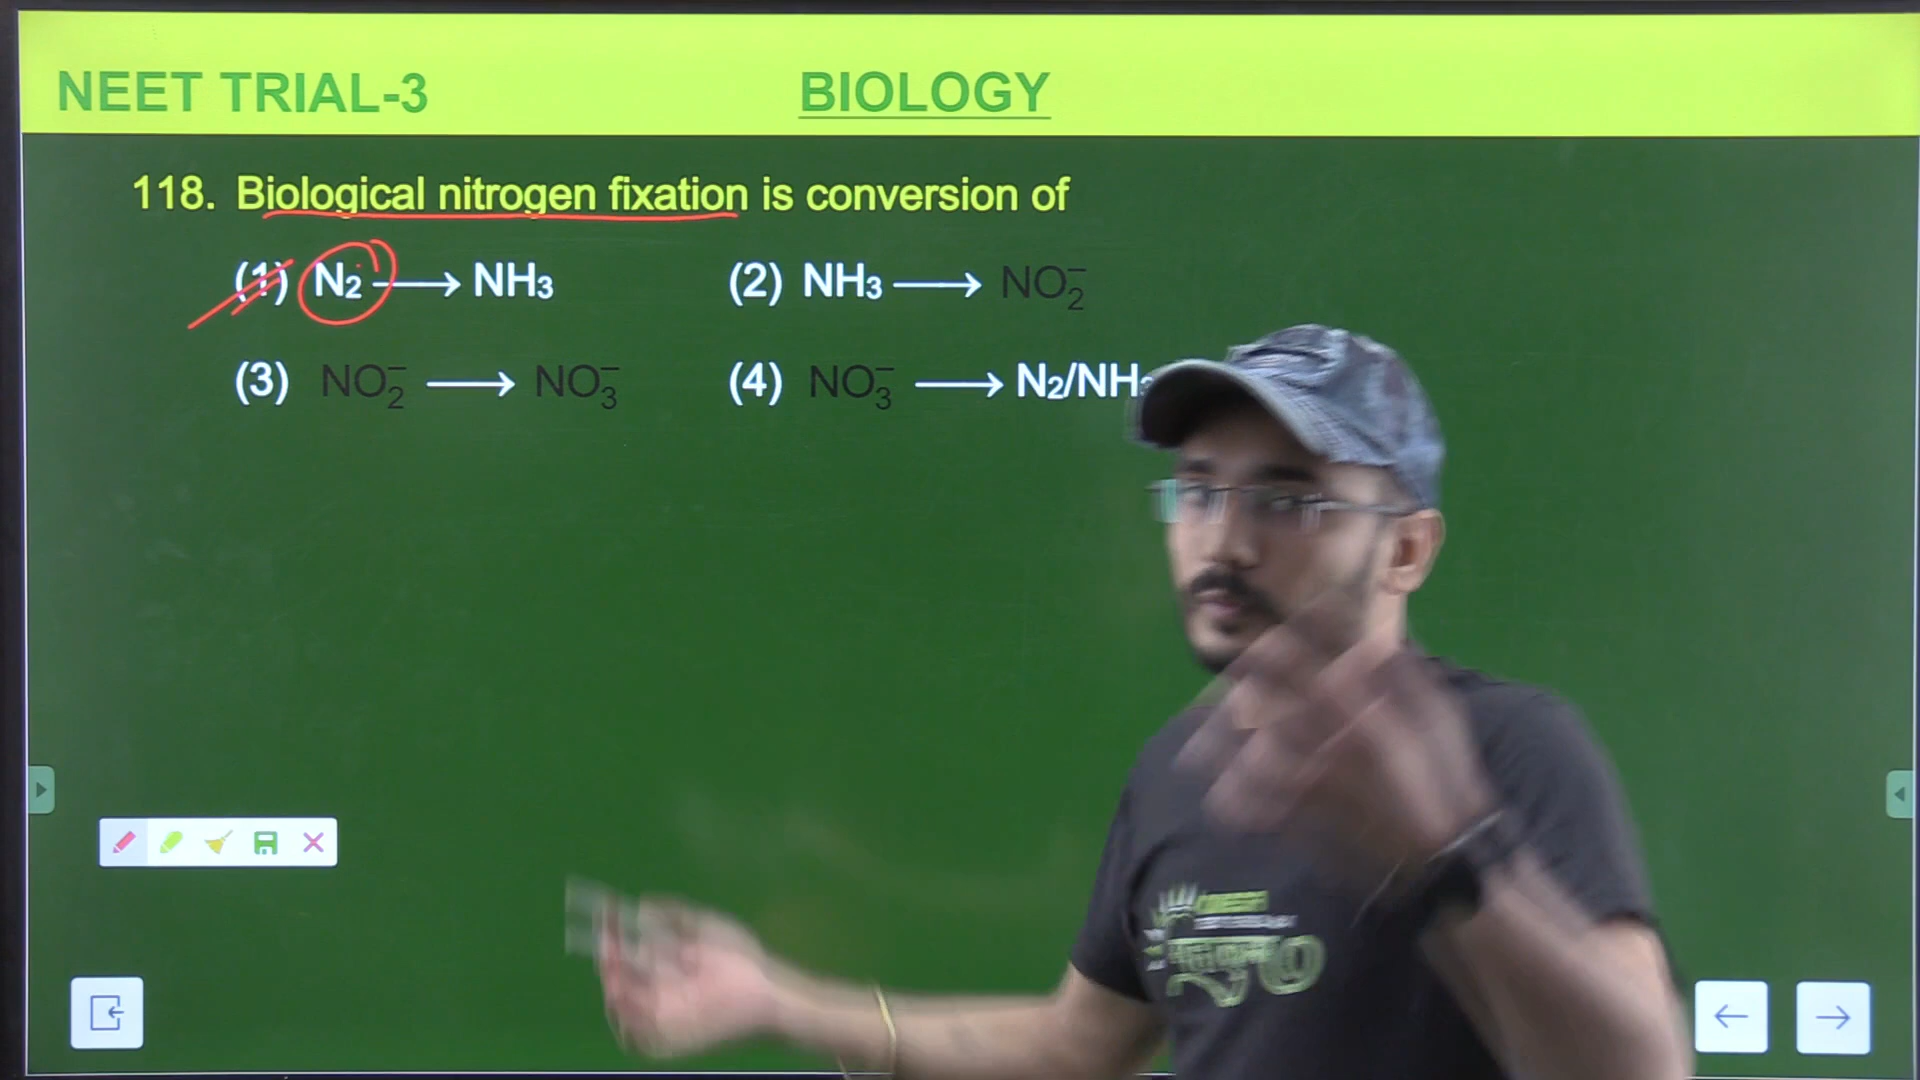 NEET TRIAL-3 BIOLOGY
118. Biological nitrogen fixation is conversion of
(1) N₂ ⟶ NH₃ (2) NH₃ ⟶ NO₂⁻
(3) NO₂⁻ ⟶ NO₃⁻ (4) NO₃⁻ ⟶ N₂/NH₃